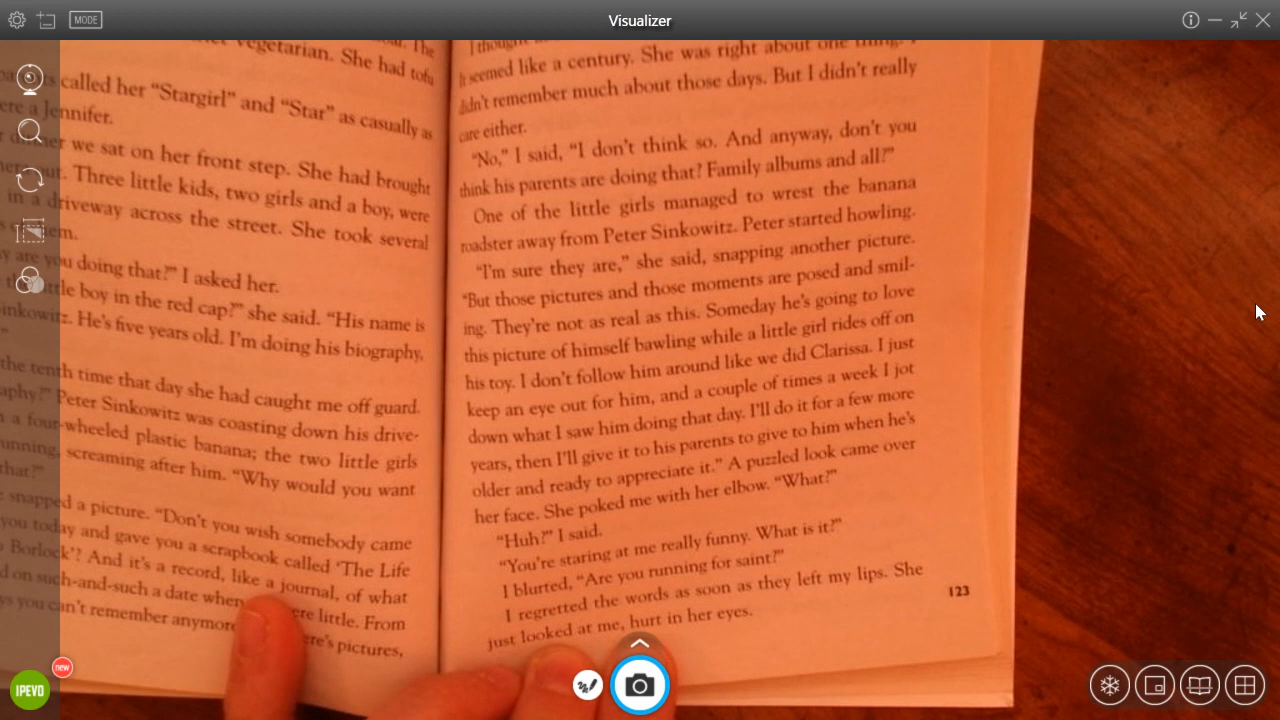 Visualizer
MODE
The
vegetarian. She had tofu
called her “Stargirl” and “Star” as casually as
a Jennifer.
we sat on her front step. She had brought
out. Three little kids, two girls and a boy, were
in a driveway across the street. She took several
are you doing that?” I asked her.
little boy in the red cap?” she said. “His name is
He’s five years old. I’m doing his biography,
the tenth time that day she had caught me off guard.
Peter Sinkowitz was coasting down his drive-
a four-wheeled plastic banana; the two little girls
screaming after him. “Why would you want
that?”
snapped a picture. “Don’t you wish somebody came
you today and gave you a scrapbook called ‘The Life
Borlock’? And it’s a record, like a journal, of what
on such-and-such a date when little. From
you can’t remember anymore pictures,
I thought
It seemed like a century. She was right about one thing: I
didn’t remember much about those days. But I didn’t really
care either.
“No,” I said, “I don’t think so. And anyway, don’t you
think his parents are doing that? Family albums and all?”
One of the little girls managed to wrest the banana
roadster away from Peter Sinkowitz. Peter started howling.
“I’m sure they are,” she said, snapping another picture.
“But those pictures and those moments are posed and smil-
ing. They’re not as real as this. Someday he’s going to love
this picture of himself bawling while a little girl rides off on
his toy. I don’t follow him around like we did Clarissa. I just
keep an eye out for him, and a couple of times a week I jot
down what I saw him doing that day. I’ll do it for a few more
years, then I’ll give it to his parents to give to him when he’s
older and ready to appreciate it.” A puzzled look came over
her face. She poked me with her elbow. “What?”
“Huh?” I said.
“You’re staring at me really funny. What is it?”
I blurted, “Are you running for saint?”
I regretted the words as soon as they left my lips. She
just looked at me, hurt in her eyes.
123
new
IPEVO